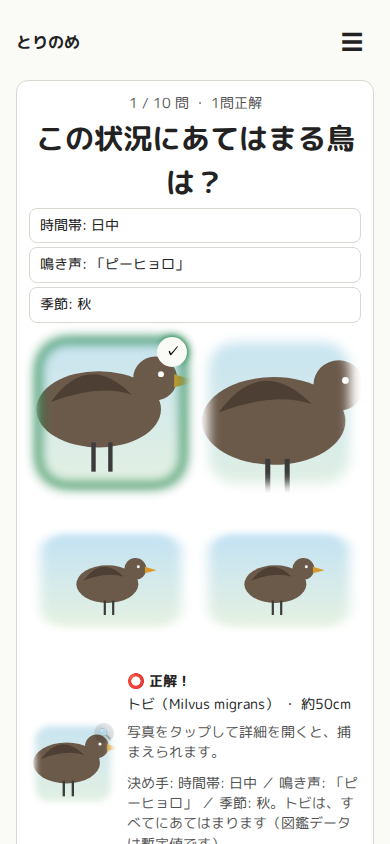 とりのめ
1 / 10 問 ・ 1問正解
この状況にあてはまる鳥
は？
時間帯: 日中
鳴き声: 「ピーヒョロ」
季節: 秋
⭕ 正解！
トビ（Milvus migrans） ・ 約50cm
写真をタップして詳細を開くと、捕
まえられます。
決め手: 時間帯: 日中 ／ 鳴き声: 「ピ
ーヒョロ」 ／ 季節: 秋。トビは、す
べてにあてはまります（図鑑データ
は暫定値です）